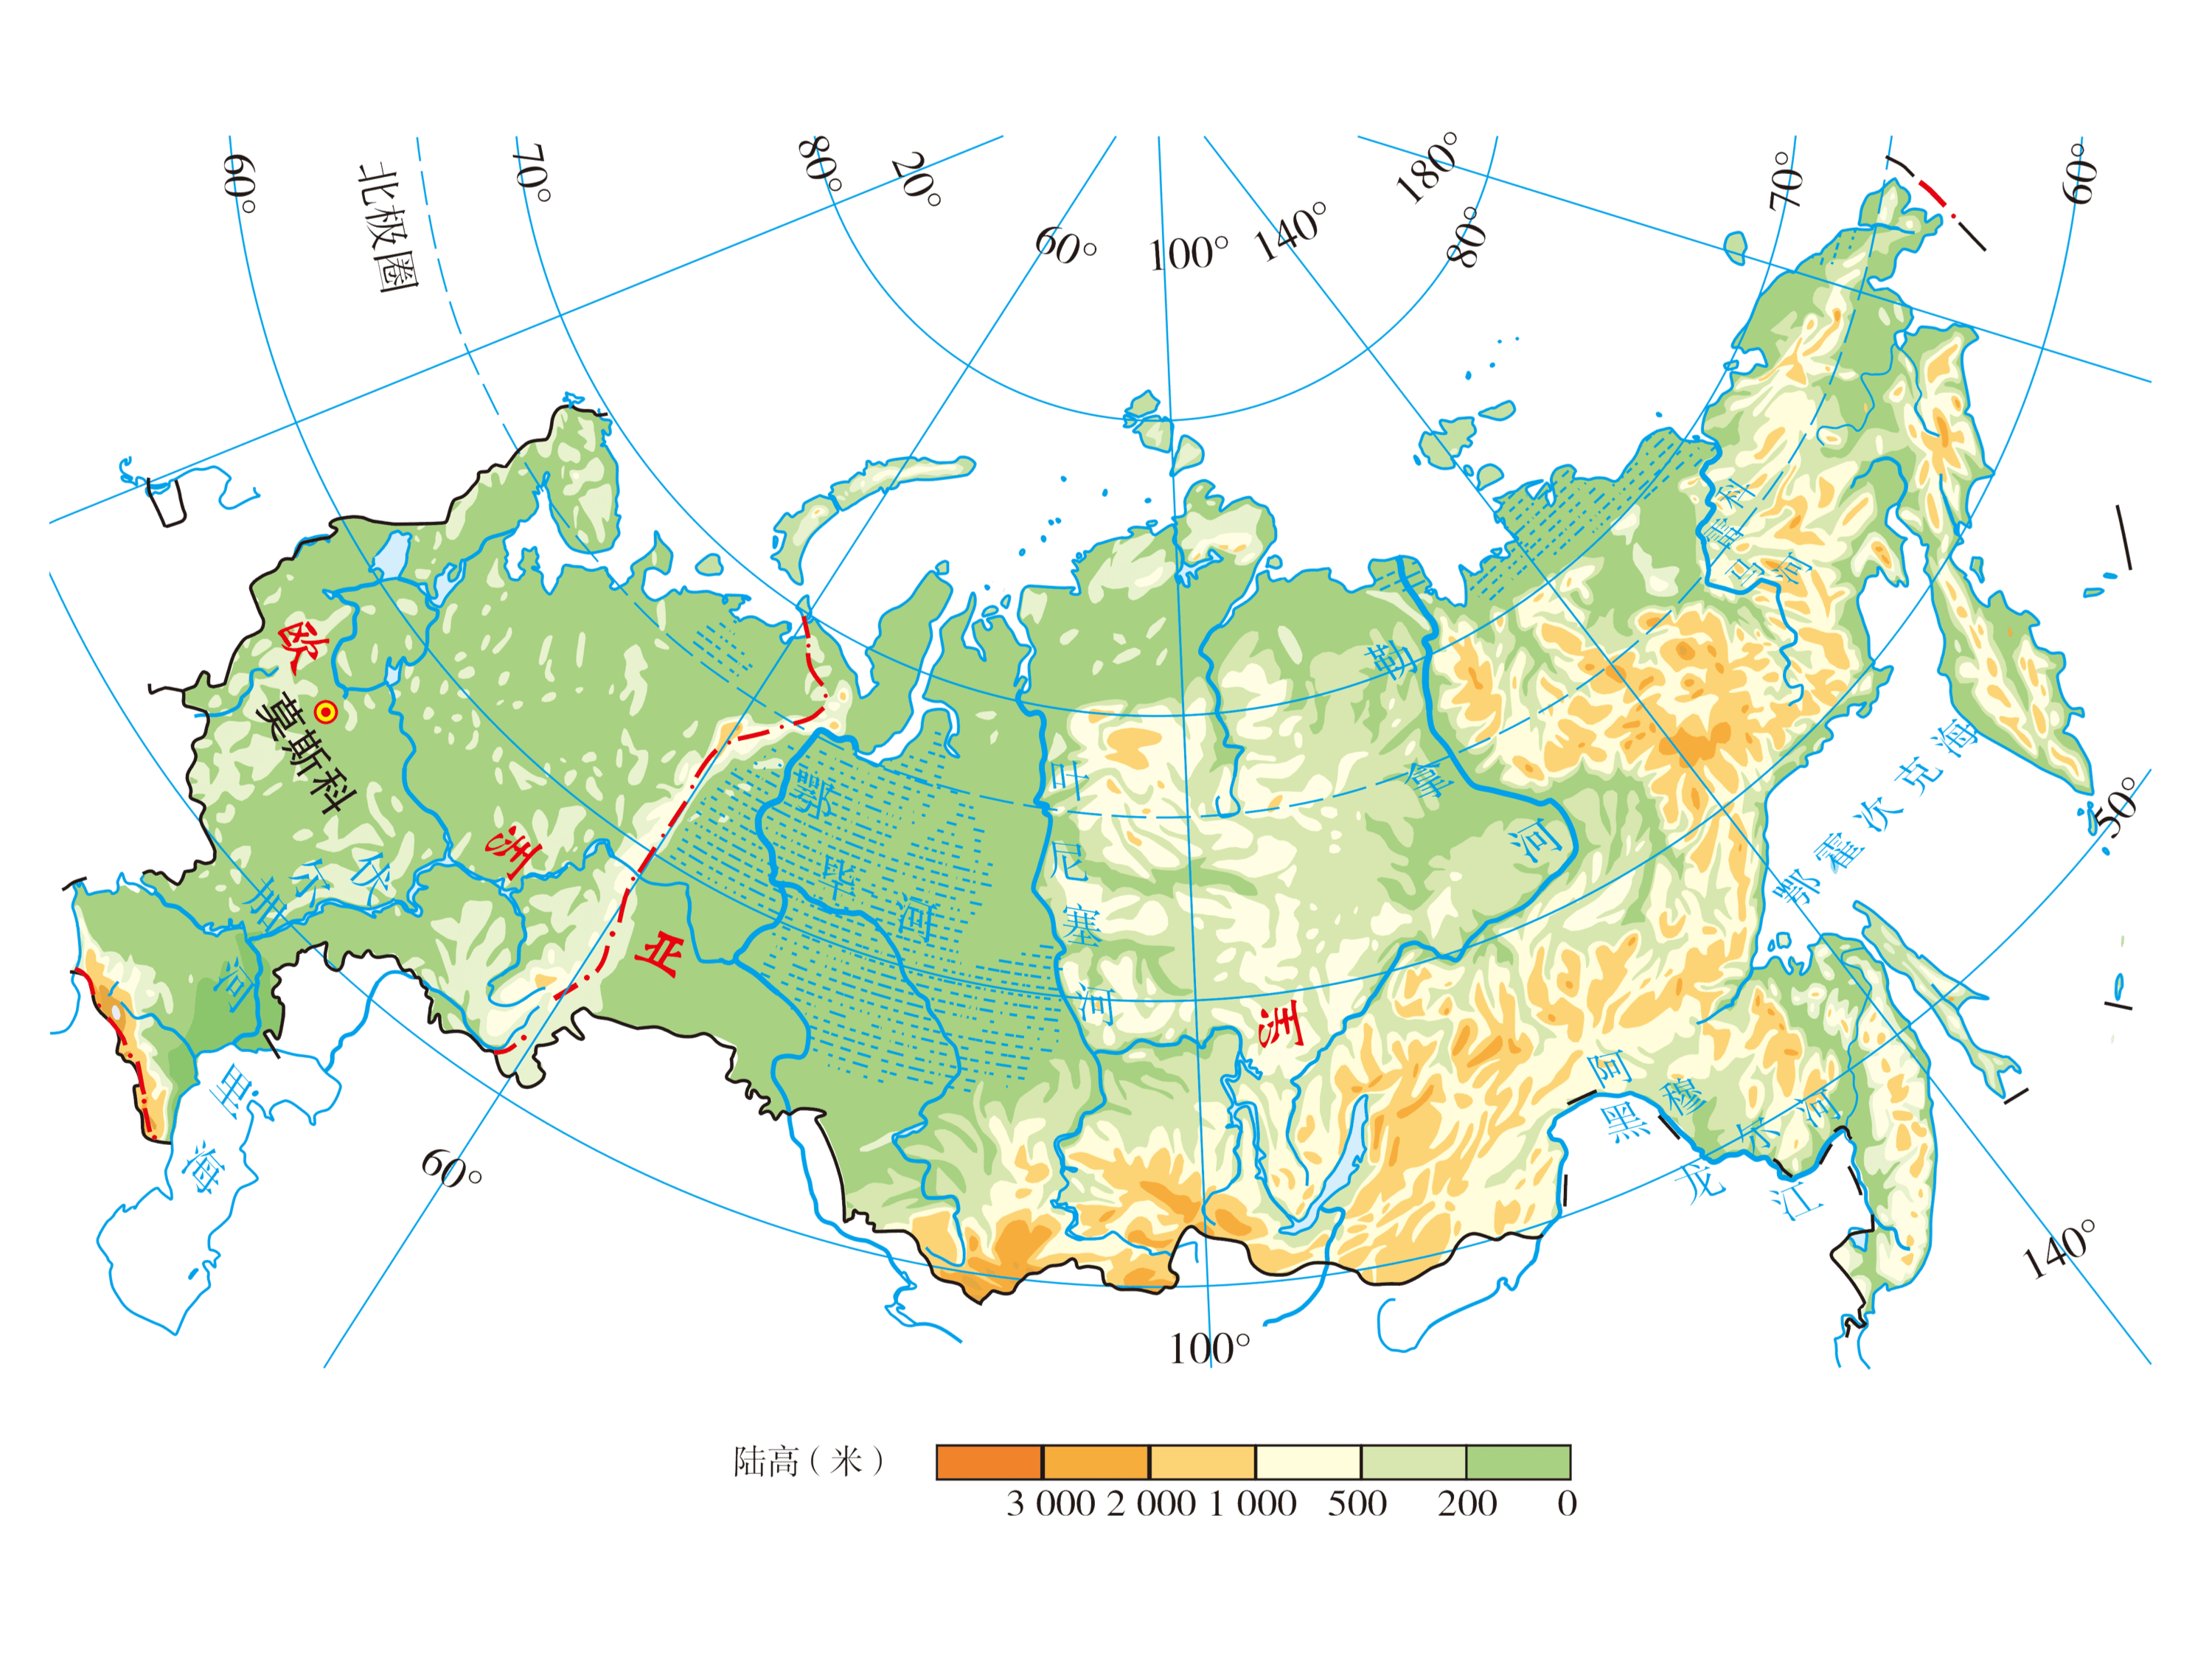 60°
北极圈
70°
80°
20°
60°
100°
140°
180°
80°
70°
60°
欧
洲
莫斯科
伏尔加
河
里
海
亚
洲
鄂毕河
叶尼塞河
勒拿河
科雷马河
鄂霍次克海
阿穆尔河
黑龙江
50°
60°
100°
140°
陆高(米)
3 000 2 000 1 000 500 200 0